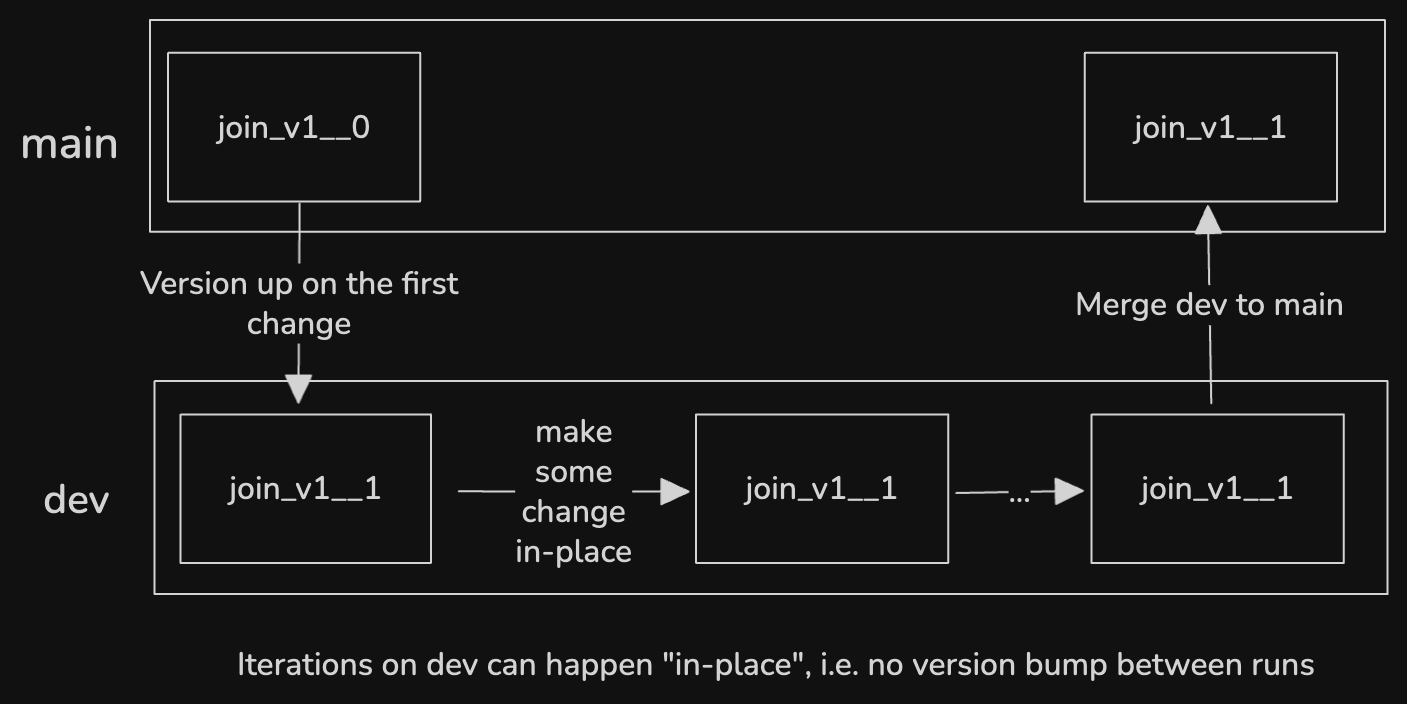 main
join_v1__0
join_v1__1
Version up on the first
change
Merge dev to main
dev
join_v1__1
make
some
change
in-place
join_v1__1
...
join_v1__1
Iterations on dev can happen "in-place", i.e. no version bump between runs